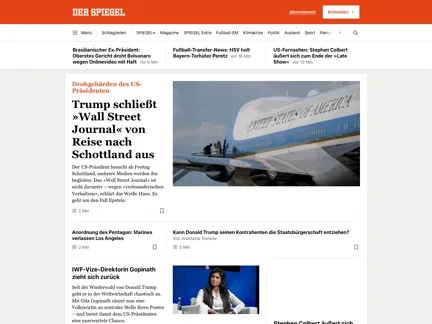 DER SPIEGEL
Abonnement
Anmelden
Menü Schlagzeilen SPIEGEL+ Magazine SPIEGEL Extra Fußball-EM Klimakrise Politik Ausland Sport
Brasilianischer Ex-Präsident:
Oberstes Gericht droht Bolsonaro
wegen Onlinevideo mit Haft vor 6 Min
Fußball-Transfer-News: HSV holt
Bayern-Torhüter Peretz vor 16 Min
US-Fernsehen: Stephen Colbert
äußert sich zum Ende der »Late
Show« vor 19 Min
Drohgebärden des US-
Präsidenten
Trump schließt
»Wall Street
Journal« von
Reise nach
Schottland aus
Der US-Präsident besucht ab Freitag
Schottland, mehrere Medien werden ihn
begleiten. Das »Wall Street Journal« ist
nicht darunter – wegen »verleumderischen
Verhaltens«, erklärt das Weiße Haus. Es
geht um den Fall Epstein.
2 Min
UNITED STATES OF AMERICA
Anordnung des Pentagon: Marines
verlassen Los Angeles
2 Min
Kann Donald Trump seinen Kontrahenten die Staatsbürgerschaft entziehen?
Von Anastasia Trenkler
5 Min
IWF-Vize-Direktorin Gopinath
zieht sich zurück
Seit der Wiederwahl von Donald Trump
geht es in der Weltwirtschaft chaotisch zu.
Mit Gita Gopinath räumt nun eine
Volkswirtin an zentraler Stelle ihren Posten
– und bietet damit dem US-Präsidenten
eine unerwartete Chance.
Stephen Colbert äußert sich